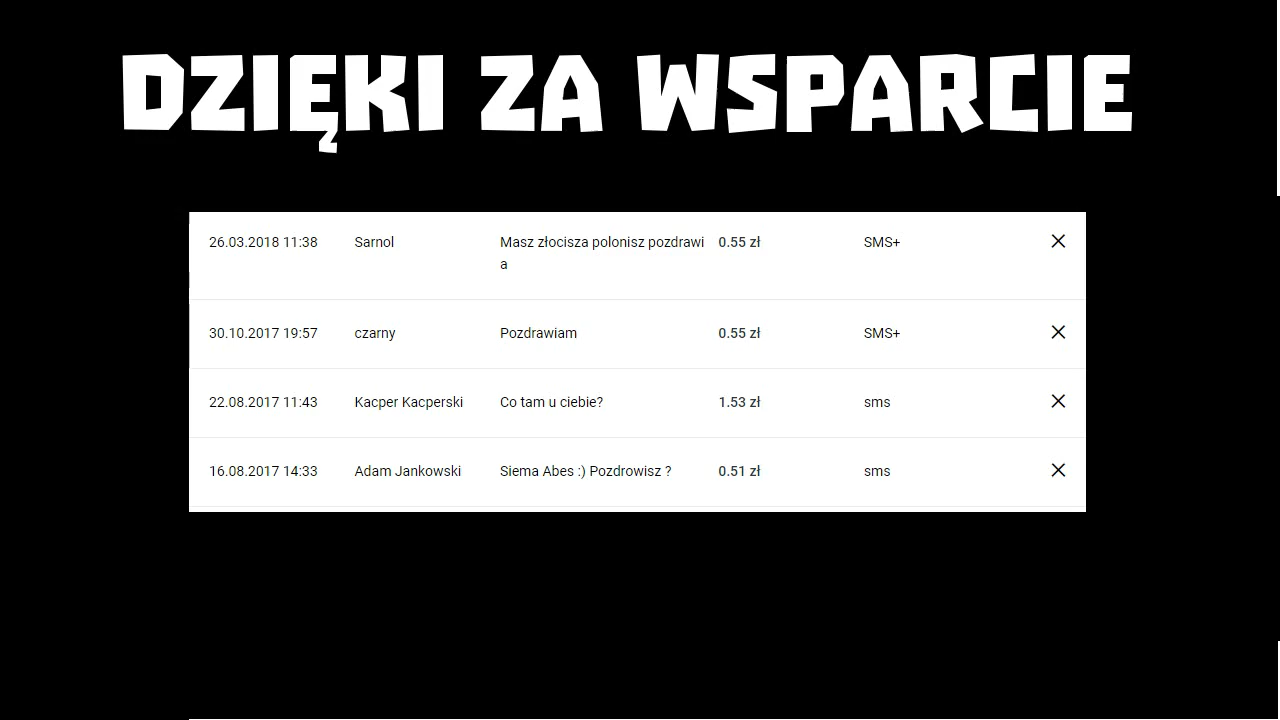 DZIĘKI ZA WSPARCIE
26.03.2018 11:38 Sarnol Masz złocisza polonisz pozdrawi 0.55 zł SMS+
a
30.10.2017 19:57 czarny Pozdrawiam 0.55 zł SMS+
22.08.2017 11:43 Kacper Kacperski Co tam u ciebie? 1.53 zł sms
16.08.2017 14:33 Adam Jankowski Siema Abes :) Pozdrowisz ? 0.51 zł sms